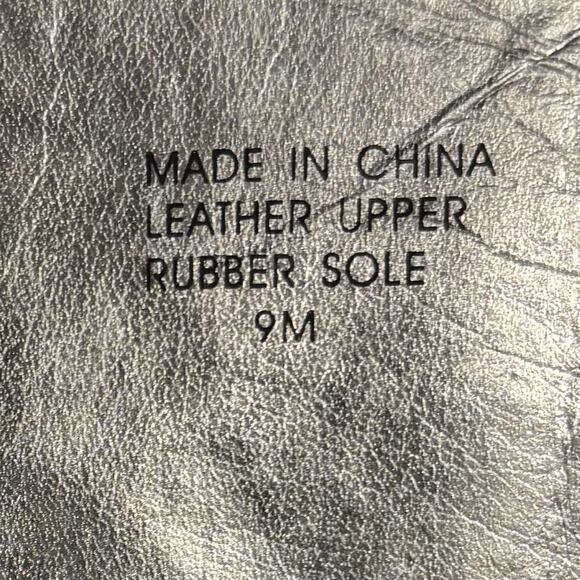 MADE IN CHINA
LEATHER UPPER
RUBBER SOLE
9M